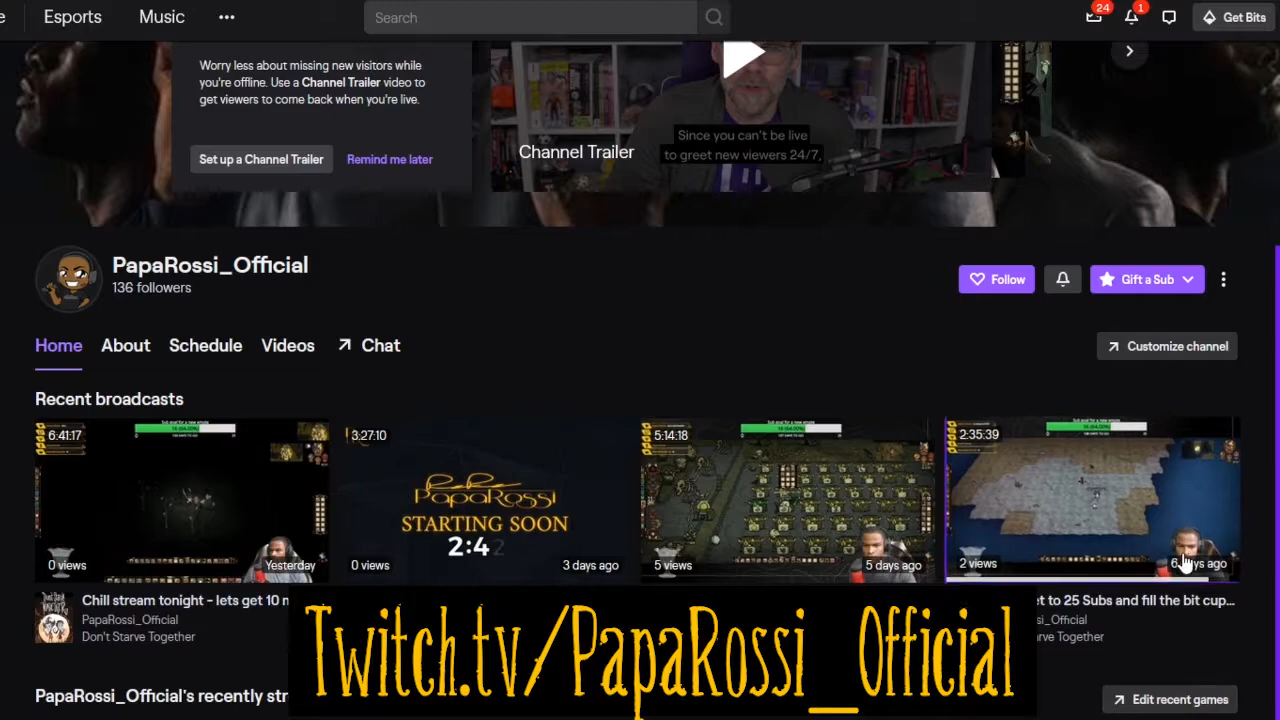 Esports Music ••• Search 24 1 Get Bits
Worry less about missing new visitors while
you're offline. Use a Channel Trailer video to
get viewers to come back when you're live.
Since you can't be live
to greet new viewers 24/7,
Channel Trailer
Set up a Channel Trailer Remind me later
PapaRossi_Official
136 followers
Follow Gift a Sub
Home About Schedule Videos Chat Customize channel
Recent broadcasts
6:41:17 3:27:10 5:14:18 2:35:39
PapaRossi
STARTING SOON
2:42
0 views Yesterday 0 views 3 days ago 5 views 5 days ago 2 views ago
Chill stream tonight - lets get 10 to 25 Subs and fill the bit cup...
PapaRossi_Official
Don't Starve Together
Twitch.tv/PapaRossi_Official
PapaRossi_Official's recently Edit recent games